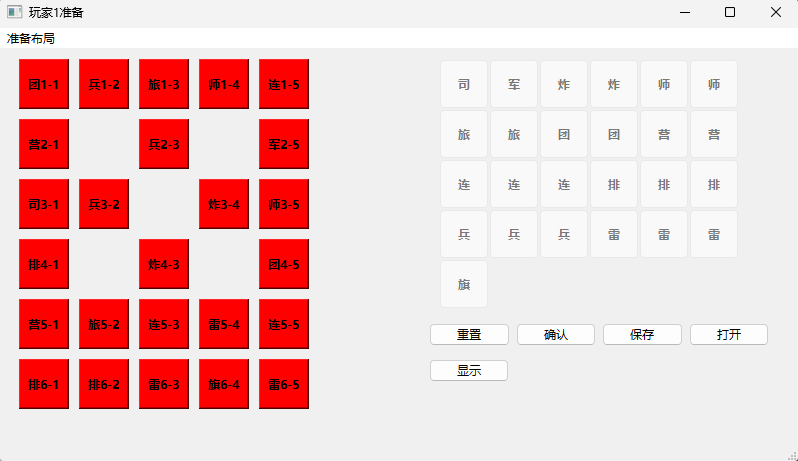 玩家1准备
准备布局
团1-1 兵1-2 旅1-3 师1-4 连1-5
营2-1 兵2-3 军2-5
司3-1 兵3-2 炸3-4 师3-5
排4-1 炸4-3 团4-5
营5-1 旅5-2 连5-3 雷5-4 连5-5
排6-1 排6-2 雷6-3 旗6-4 雷6-5
司 军 炸 炸 师 师
旅 旅 团 团 营 营
连 连 连 排 排 排
兵 兵 兵 雷 雷 雷
旗
重置 确认 保存 打开
显示